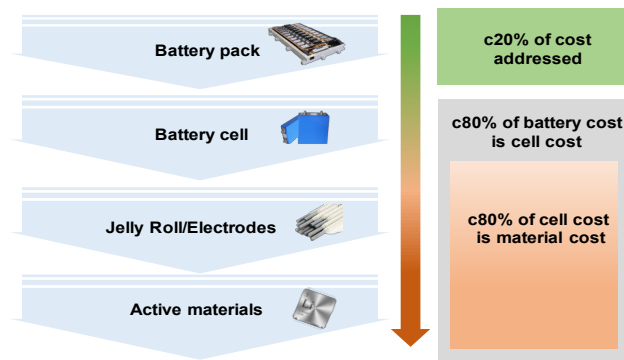 Battery pack
c20% of cost
addressed
Battery cell
c80% of battery cost
is cell cost
Jelly Roll/Electrodes
c80% of cell cost
is material cost
Active materials